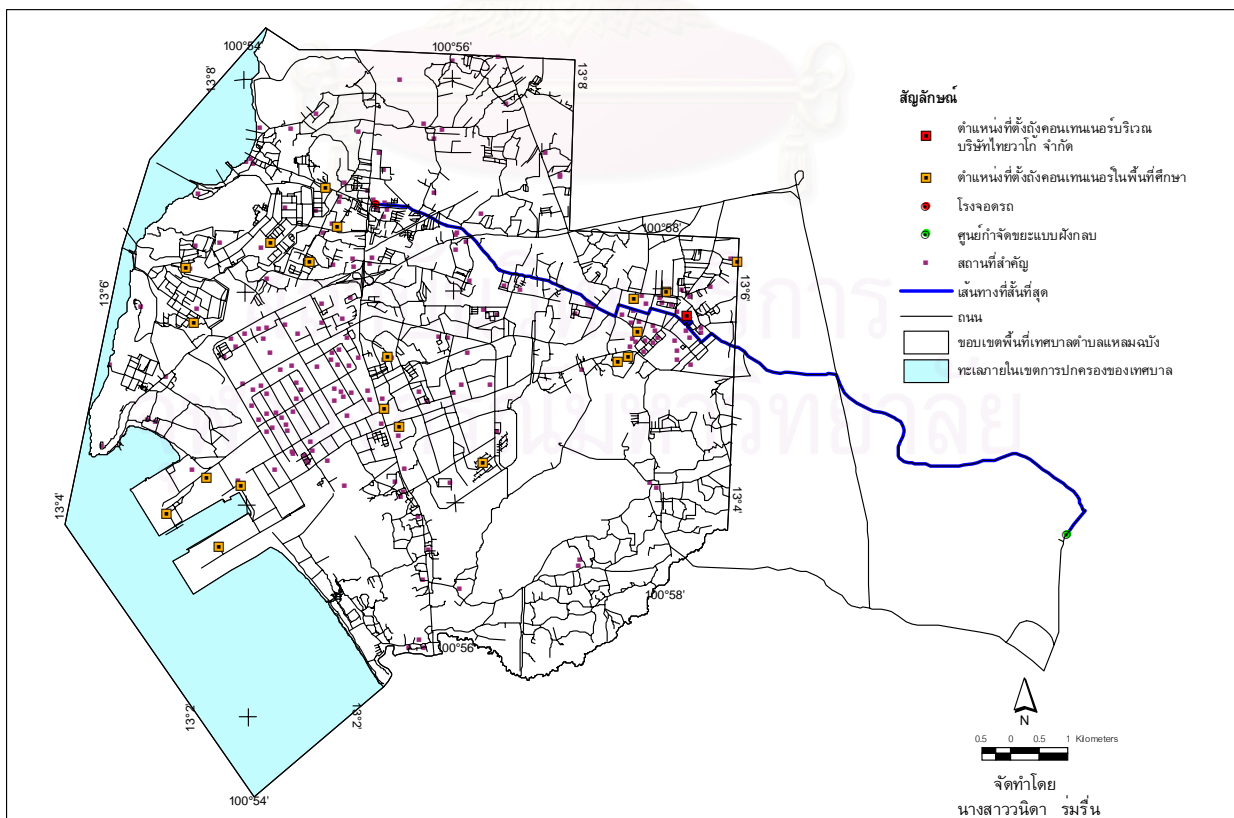 100°54'
100°56'
13°8'
13°8'
100°58'
13°6'
13°6'
13°4'
13°4'
100°58'
100°56'
13°2'
13°2'
100°54'
สัญลักษณ์
ตำแหน่งที่ตั้งถังคอนเทนเนอร์บริเวณ
บริษัทไทยวาโก้ จำกัด
ตำแหน่งที่ตั้งถังคอนเทนเนอร์ในพื้นที่ศึกษา
โรงจอดรถ
ศูนย์กำจัดขยะแบบฝังกลบ
สถานที่สำคัญ
เส้นทางที่สั้นที่สุด
ถนน
ขอบเขตพื้นที่เทศบาลตำบลแหลมฉบัง
ทะเลภายในเขตการปกครองของเทศบาล
N
0.5 0 0.5 1 Kilometers
จัดทำโดย
นางสาววนิดา ร่มรื่น